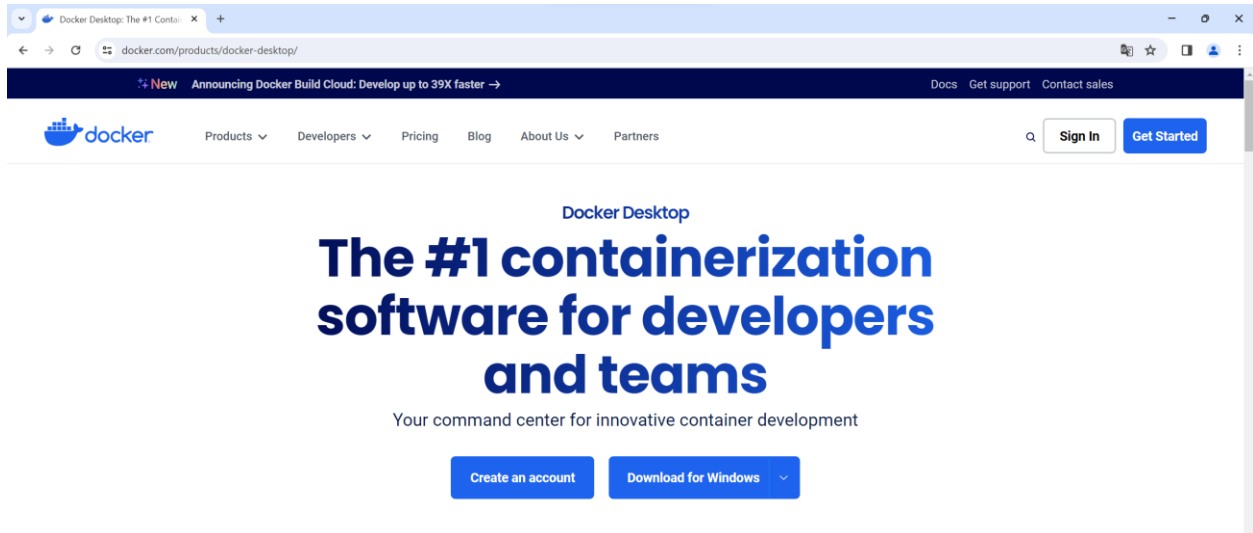 Docker Desktop: The #1 Contai
docker.com/products/docker-desktop/
New Announcing Docker Build Cloud: Develop up to 39X faster → Docs Get support Contact sales
docker Products Developers Pricing Blog About Us Partners Sign In Get Started
Docker Desktop
The #1 containerization
software for developers
and teams
Your command center for innovative container development
Create an account Download for Windows